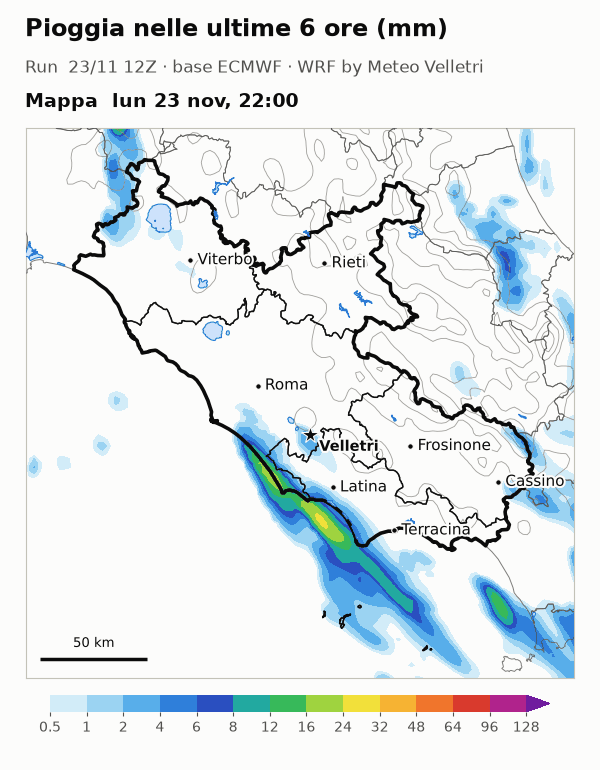 Pioggia nelle ultime 6 ore (mm)
Run  23/11 12Z · base ECMWF · WRF by Meteo Velletri
Mappa  lun 23 nov, 22:00
Viterbo
Rieti
Roma
Velletri
Frosinone
Cassino
Latina
Terracina
50 km
0.5 1 2 4 6 8 12 16 24 32 48 64 96 128